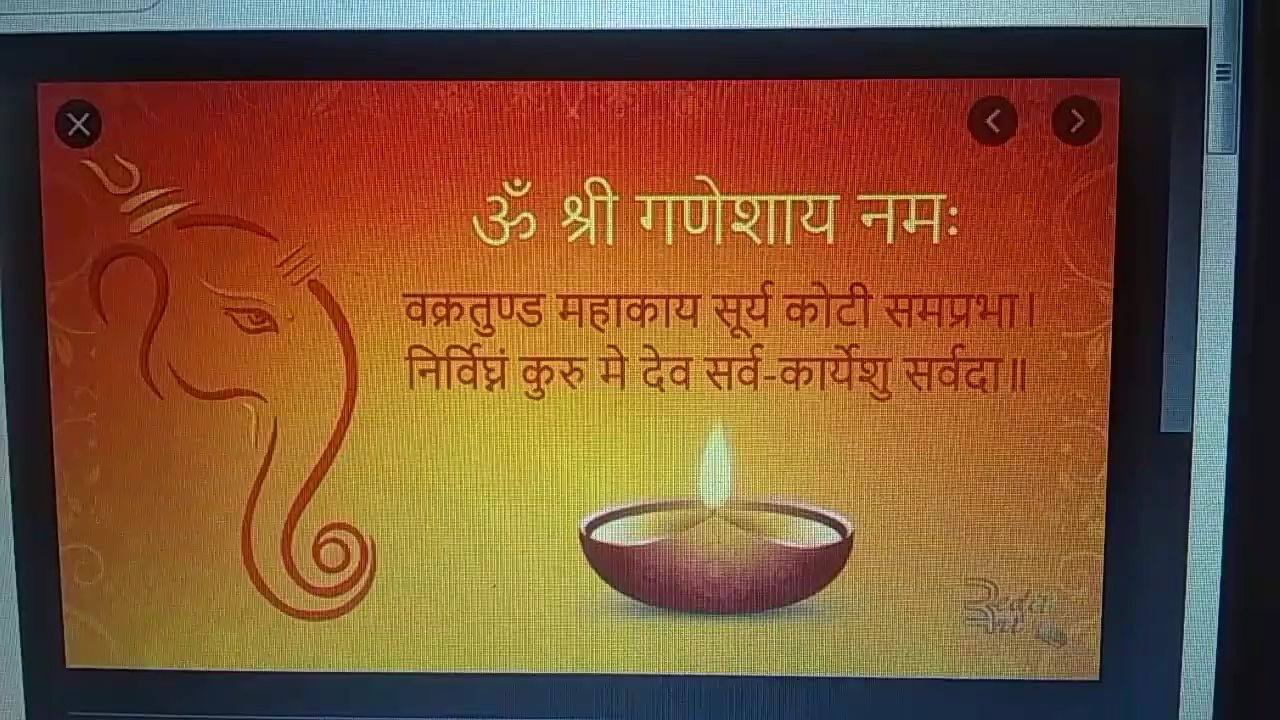 ॐ श्री गणेशाय नमः
वक्रतुण्ड महाकाय सूर्य कोटी समप्रभा।
निर्विघ्नं कुरु मे देव सर्व-कार्येशु सर्वदा॥